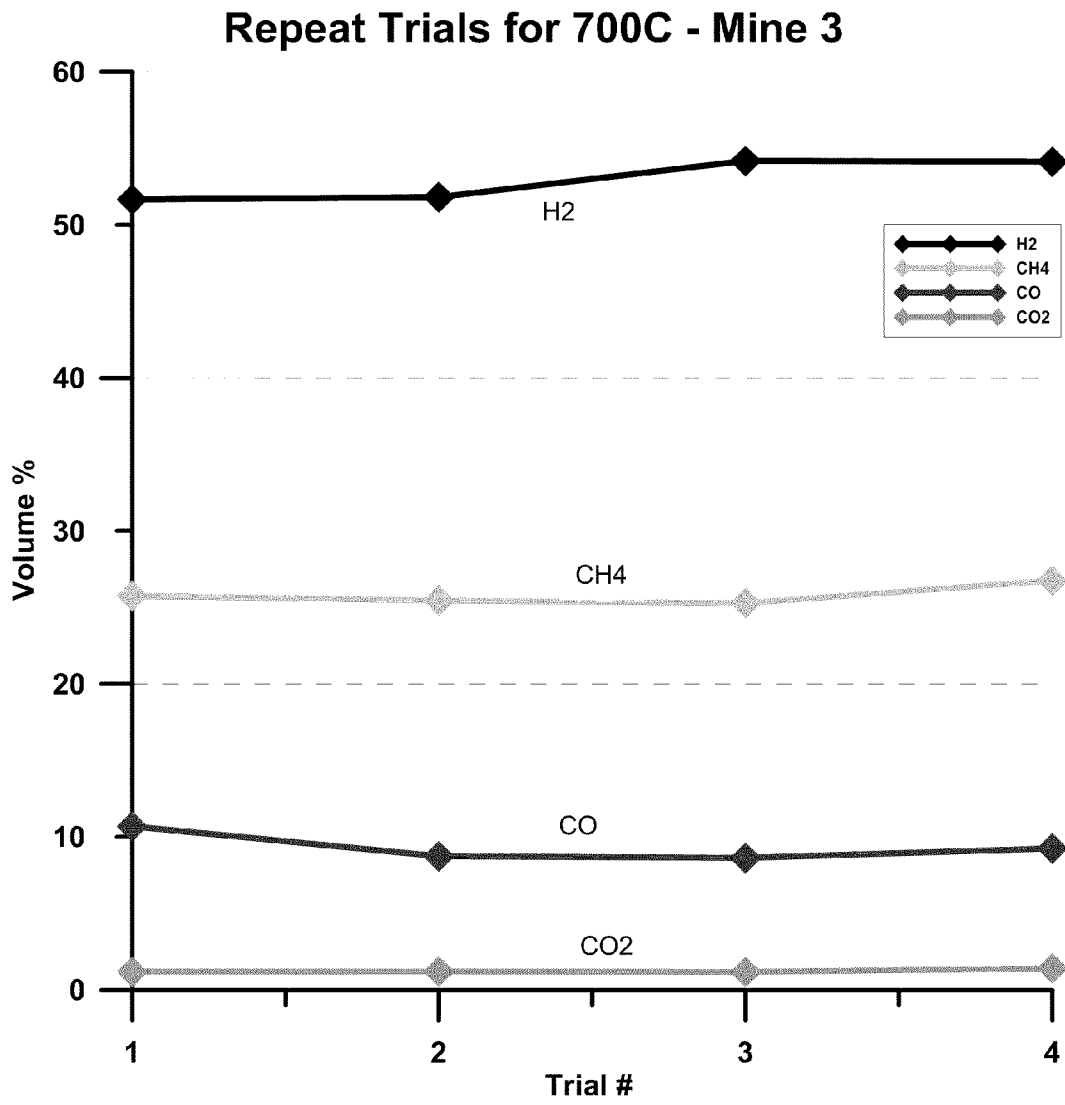 Repeat Trials for 700C - Mine 3
60
50
40
30
20
10
0
Volume %
H2
CH4
CO
CO2
H2
CH4
CO
CO2
1
2
3
4
Trial #